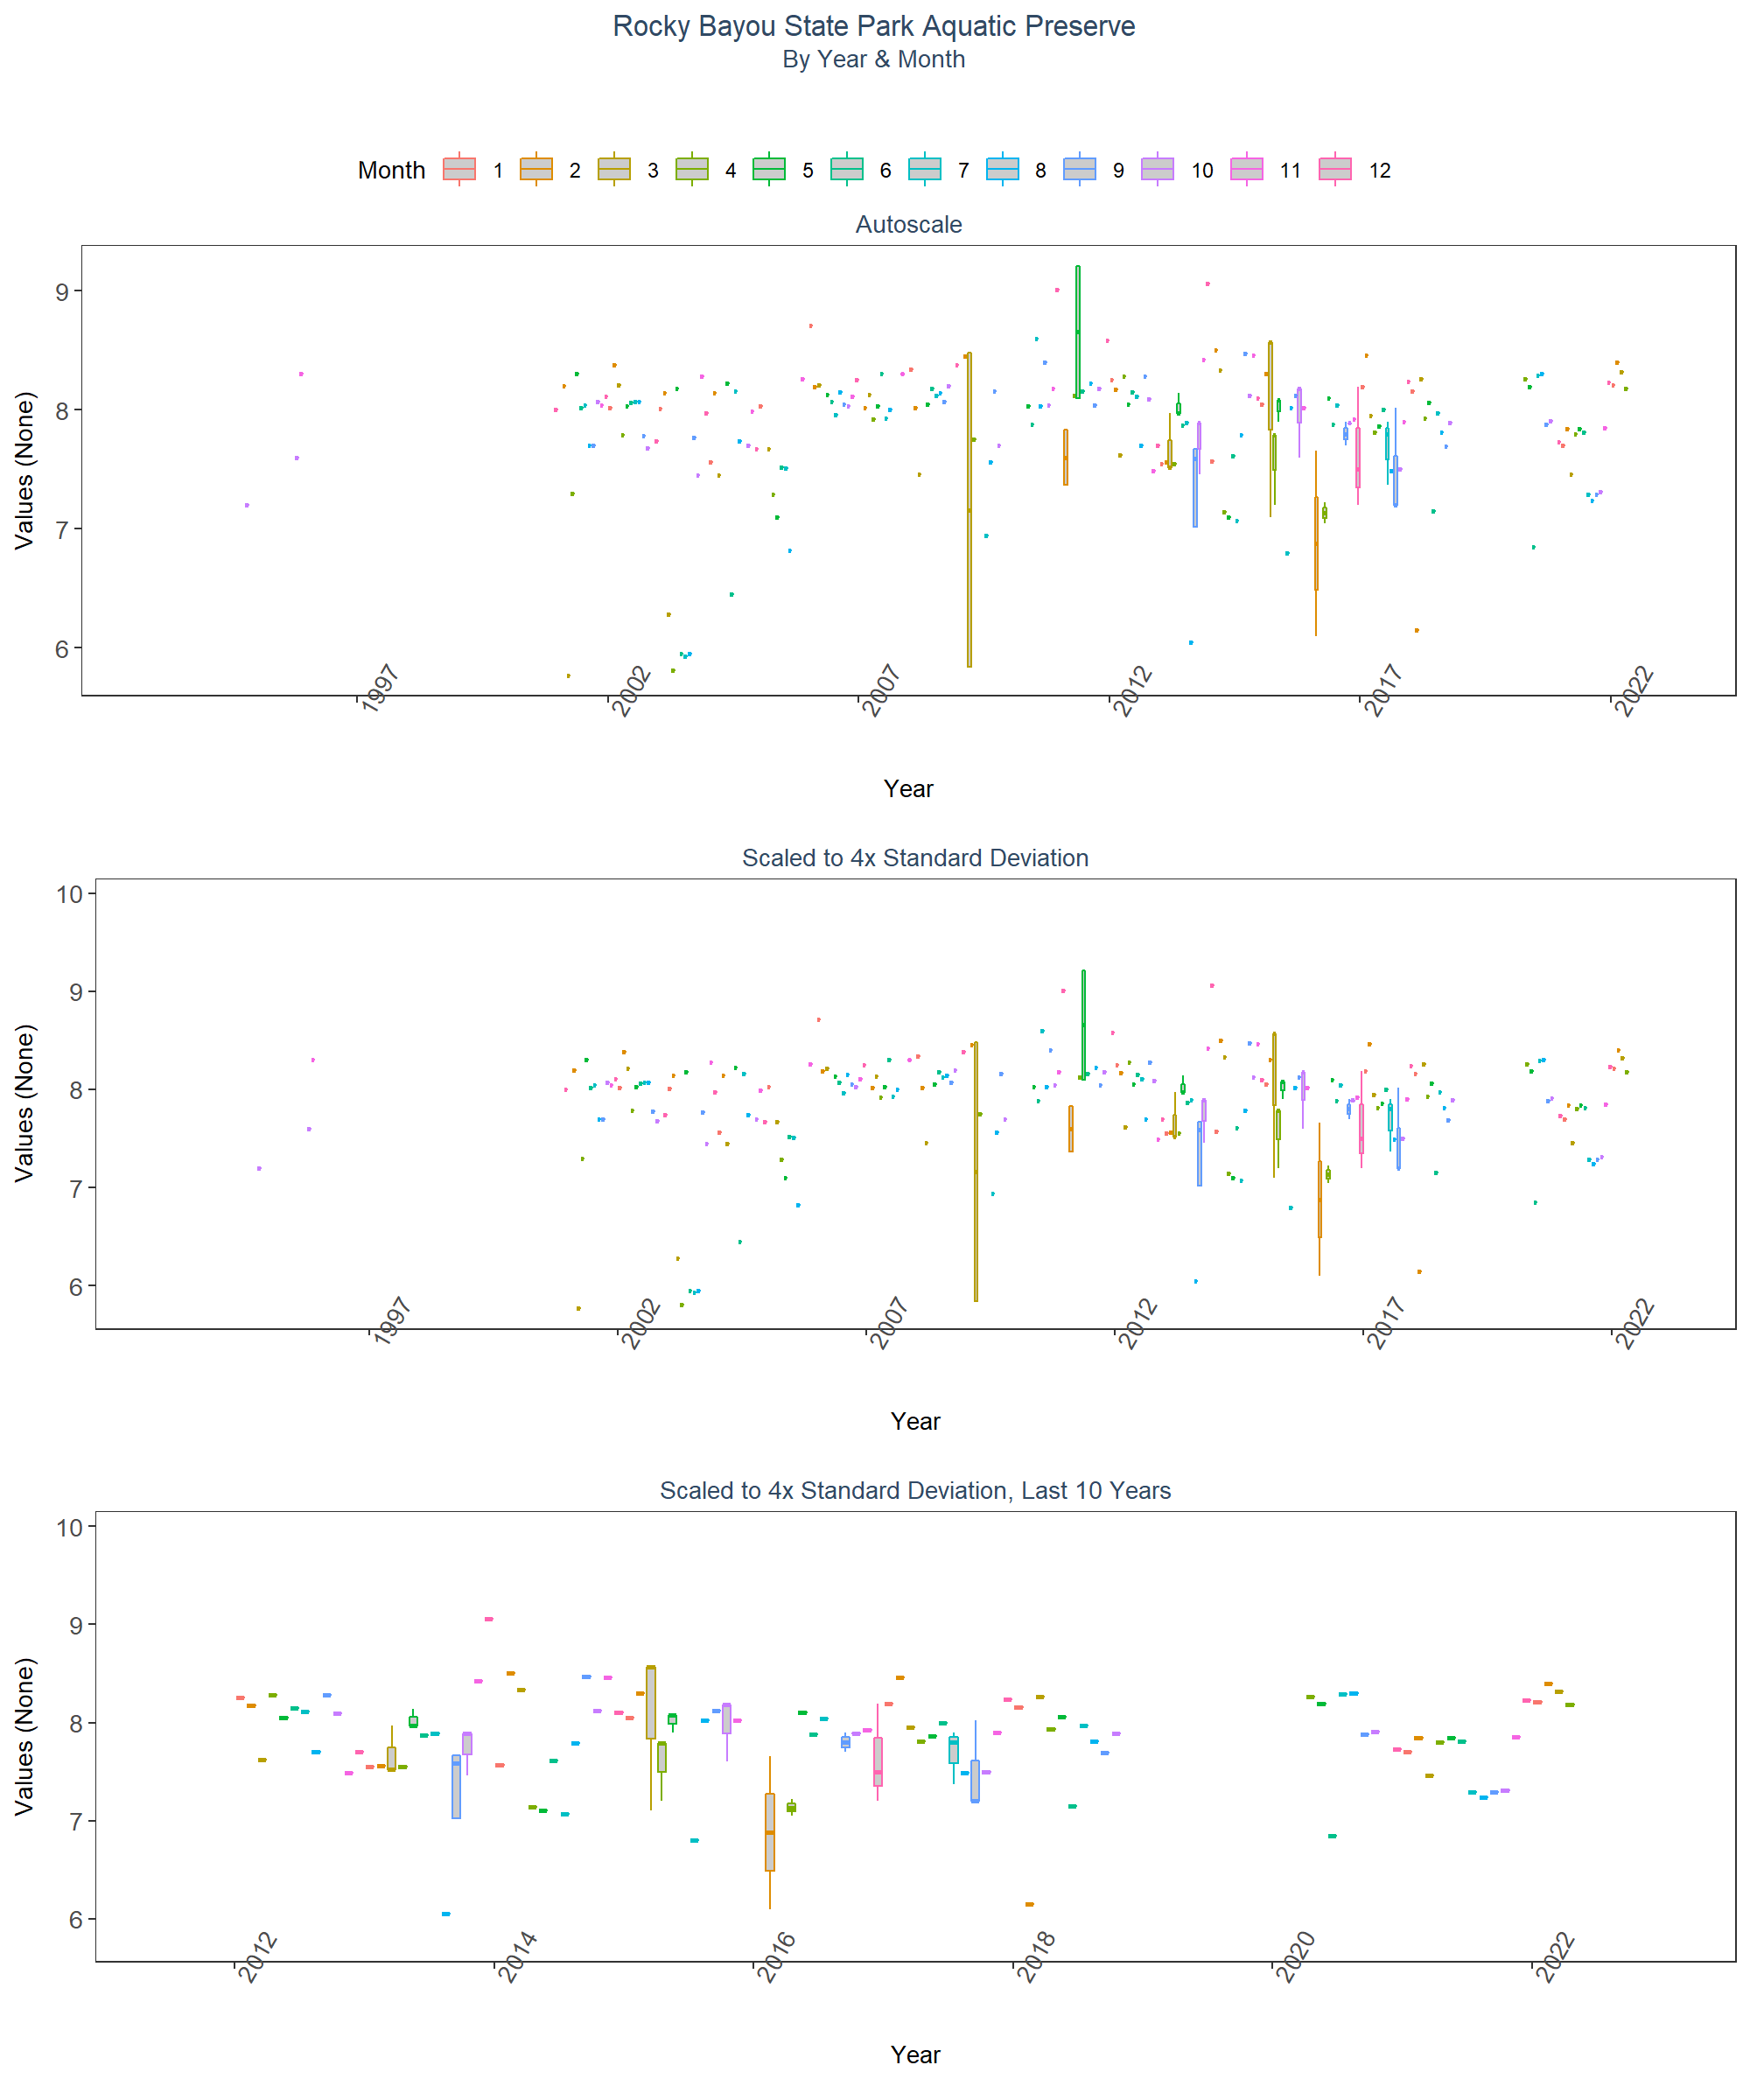 Rocky Bayou State Park Aquatic Preserve
By Year & Month
Month 1 2 3 4 5 6 7 8 9 10 11 12
Autoscale
Values (None)
9
8
7
6
1997 2002 2007 2012 2017 2022
Year
Scaled to 4x Standard Deviation
Values (None)
10
9
8
7
6
1997 2002 2007 2012 2017 2022
Year
Scaled to 4x Standard Deviation, Last 10 Years
Values (None)
10
9
8
7
6
2012 2014 2016 2018 2020 2022
Year